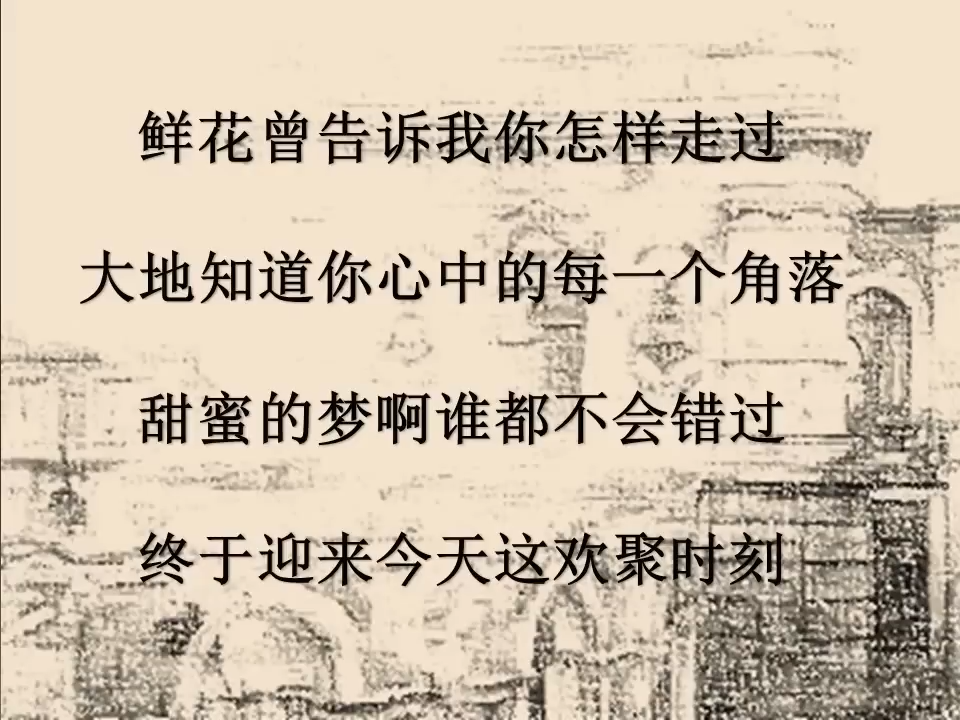 鲜花曾告诉我你怎样走过
大地知道你心中的每一个角落
甜蜜的梦啊谁都不会错过
终于迎来今天这欢聚时刻